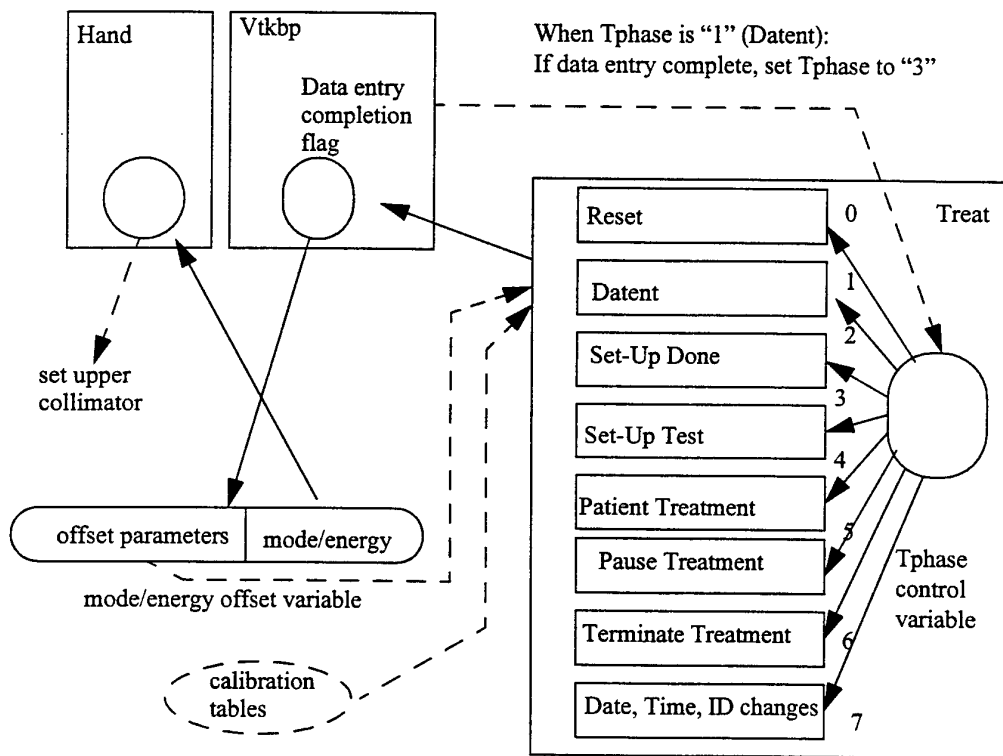 Hand
Vtkbp
Data entry
completion
flag
When Tphase is “1” (Datent):
If data entry complete, set Tphase to “3”
set upper
collimator
offset parameters
mode/energy
mode/energy offset variable
calibration
tables
Treat
Reset
0
Datent
1
Set-Up Done
2
Set-Up Test
3
Patient Treatment
4
Pause Treatment
5
Terminate Treatment
6
Date, Time, ID changes
7
Tphase
control
variable